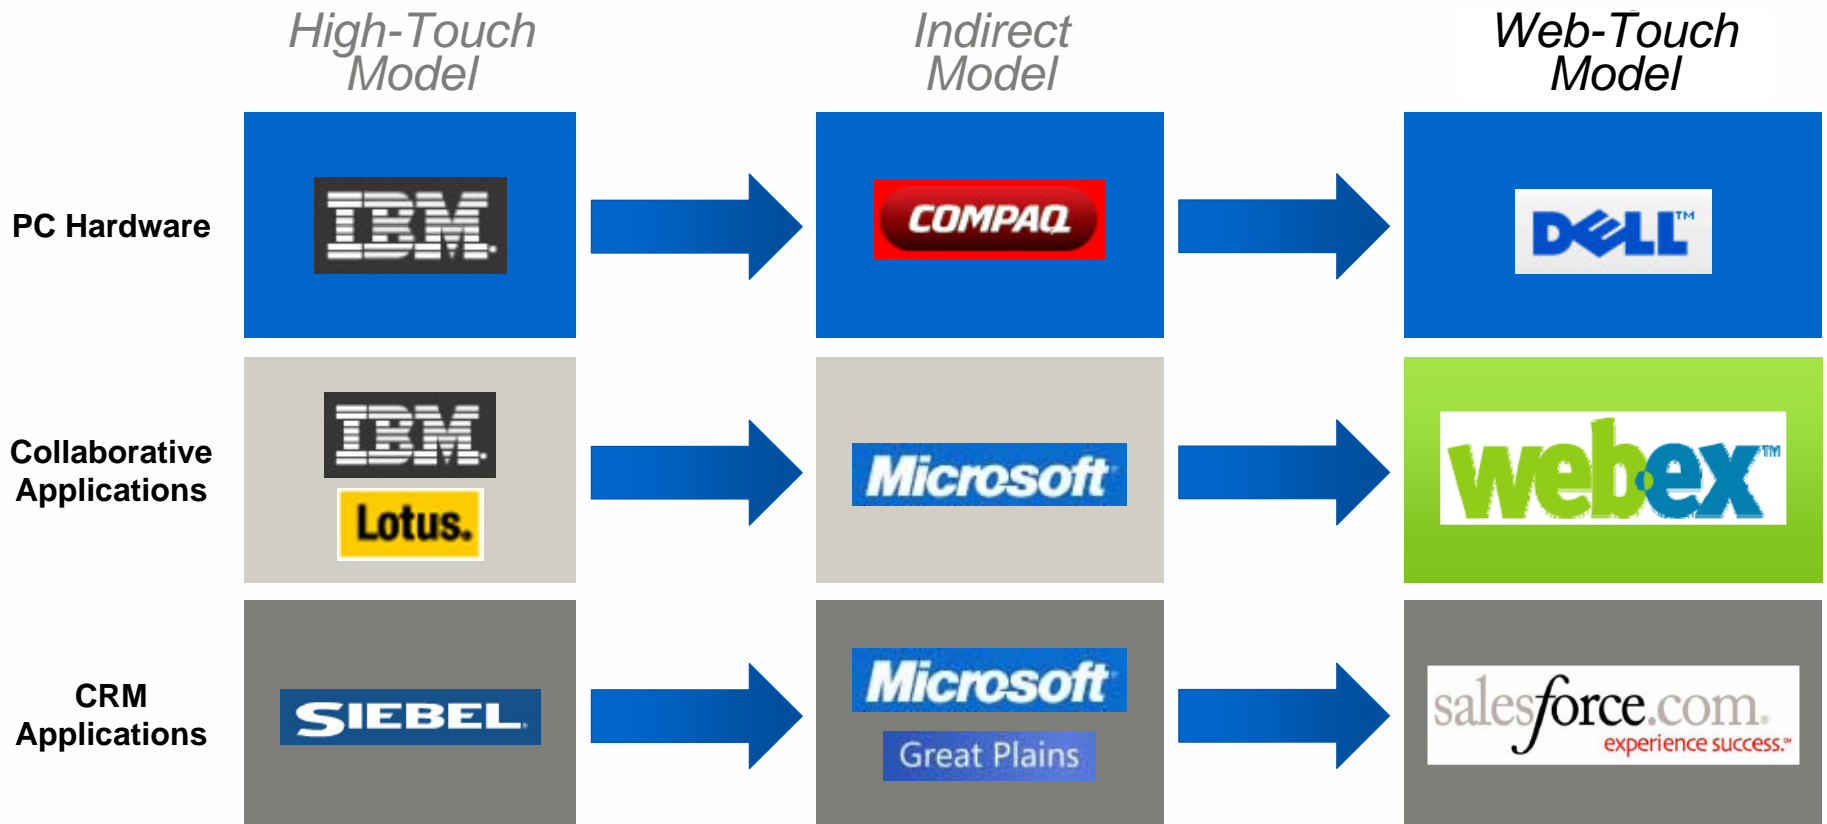 High-Touch
Model
Indirect
Model
Web-Touch
Model
PC Hardware
IBM.
COMPAQ
DELL™
Collaborative
Applications
IBM.
Lotus.
Microsoft
webex™
CRM
Applications
SIEBEL.
Microsoft
Great Plains
salesforce.com®
experience success.℠